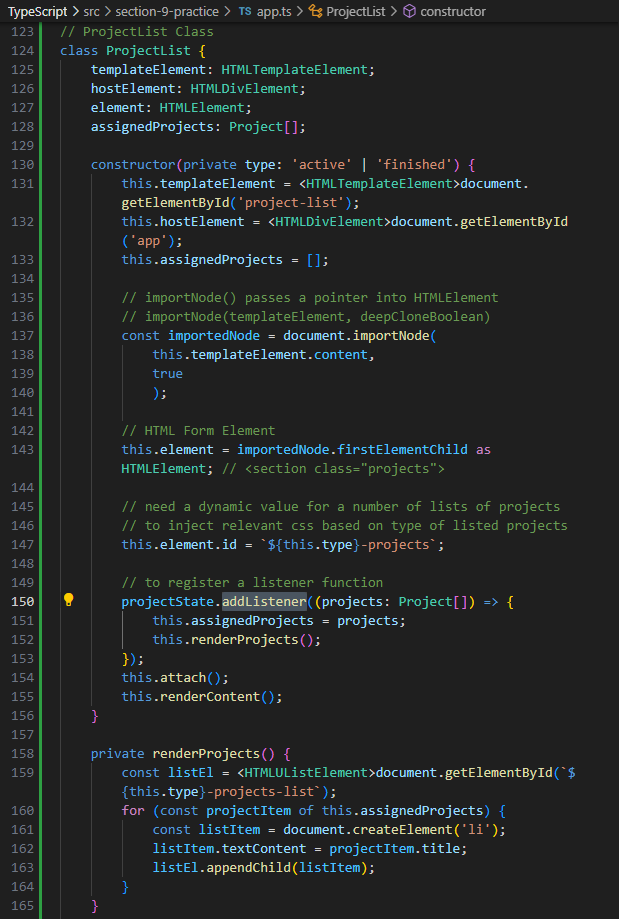 TypeScript > src > section-9-practice > TS app.ts > ProjectList > constructor
123 // ProjectList Class
124 class ProjectList {
125     templateElement: HTMLTemplateElement;
126     hostElement: HTMLDivElement;
127     element: HTMLElement;
128     assignedProjects: Project[];
129
130     constructor(private type: 'active' | 'finished') {
131         this.templateElement = <HTMLTemplateElement>document.
        getElementById('project-list');
132         this.hostElement = <HTMLDivElement>document.getElementById
        ('app');
133         this.assignedProjects = [];
134
135         // importNode() passes a pointer into HTMLElement
136         // importNode(templateElement, deepCloneBoolean)
137         const importedNode = document.importNode(
138             this.templateElement.content,
139             true
140             );
141
142         // HTML Form Element
143         this.element = importedNode.firstElementChild as
        HTMLElement; // <section class="projects">
144
145         // need a dynamic value for a number of lists of projects
146         // to inject relevant css based on type of listed projects
147         this.element.id = `${this.type}-projects`;
148
149         // to register a listener function
150         projectState.addListener((projects: Project[]) => {
151             this.assignedProjects = projects;
152             this.renderProjects();
153         });
154         this.attach();
155         this.renderContent();
156     }
157
158     private renderProjects() {
159         const listEl = <HTMLUListElement>document.getElementById(`$
        {this.type}-projects-list`);
160         for (const projectItem of this.assignedProjects) {
161             const listItem = document.createElement('li');
162             listItem.textContent = projectItem.title;
163             listEl.appendChild(listItem);
164         }
165     }